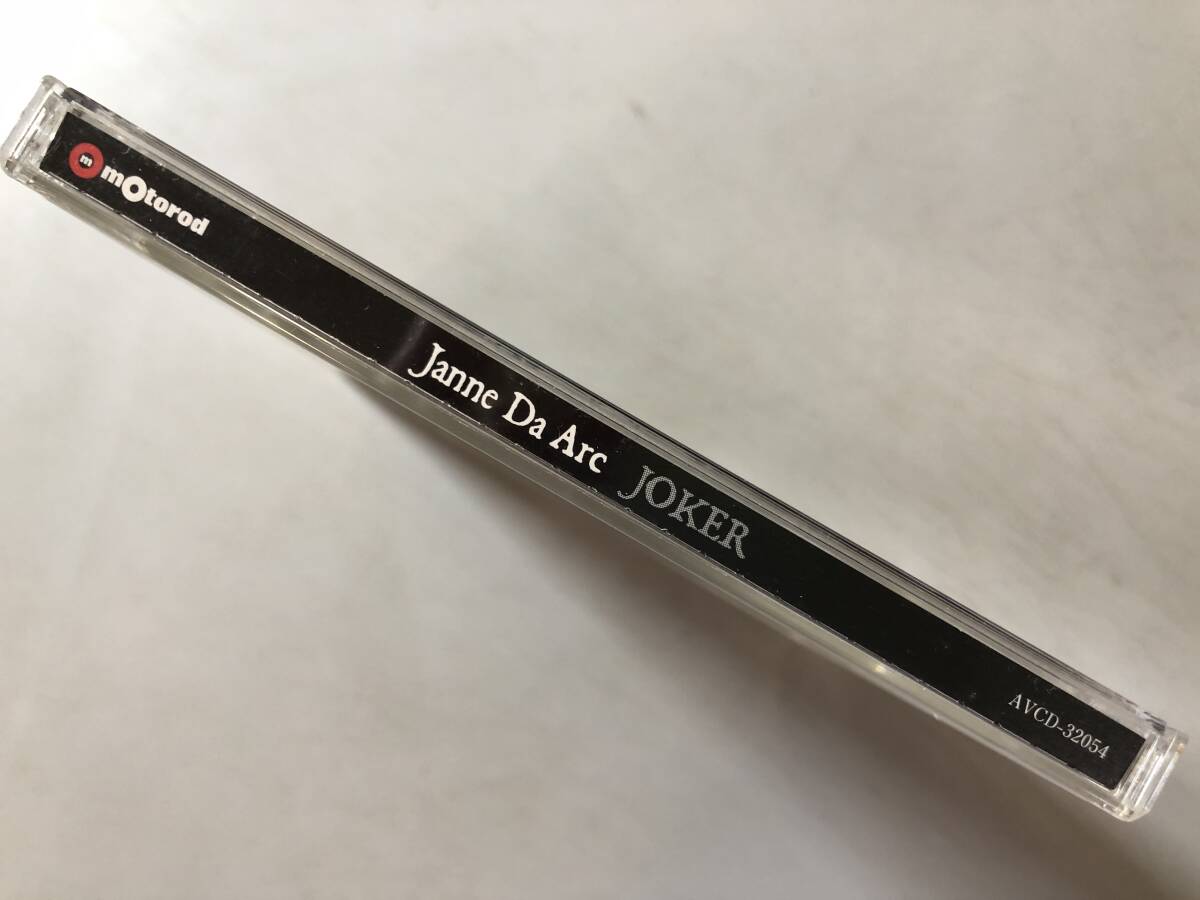 m mOtorod
Janne Da Arc JOKER
AVCD-32054